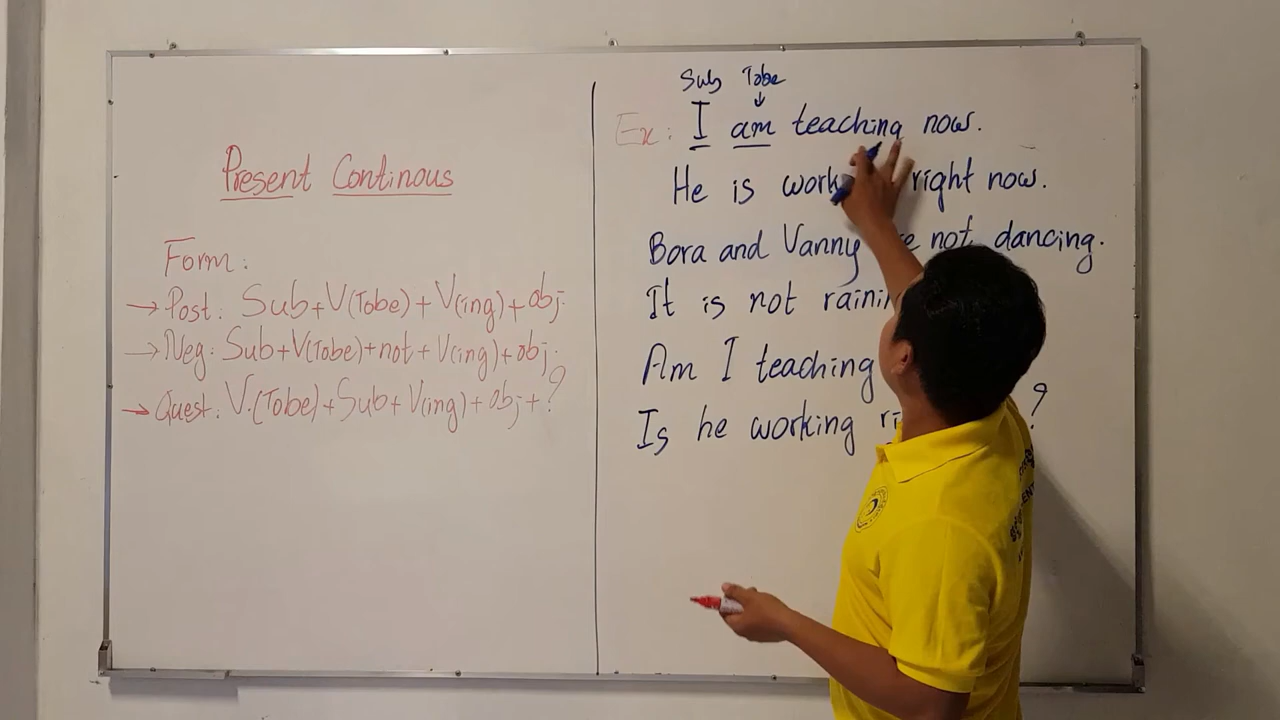 Present Continous
Form:
→ Post: Sub+V(Tobe)+V(ing)+obj.
→ Neg: Sub+V(Tobe)+not+V(ing)+obj.
→ Quest: V.(Tobe)+Sub+V(ing)+obj+?
Sub Tobe
↓
Ex: I am teaching now.
He is right now.
Bora and Vanny not dancing.
It is not
Am I teaching
Is he working ?